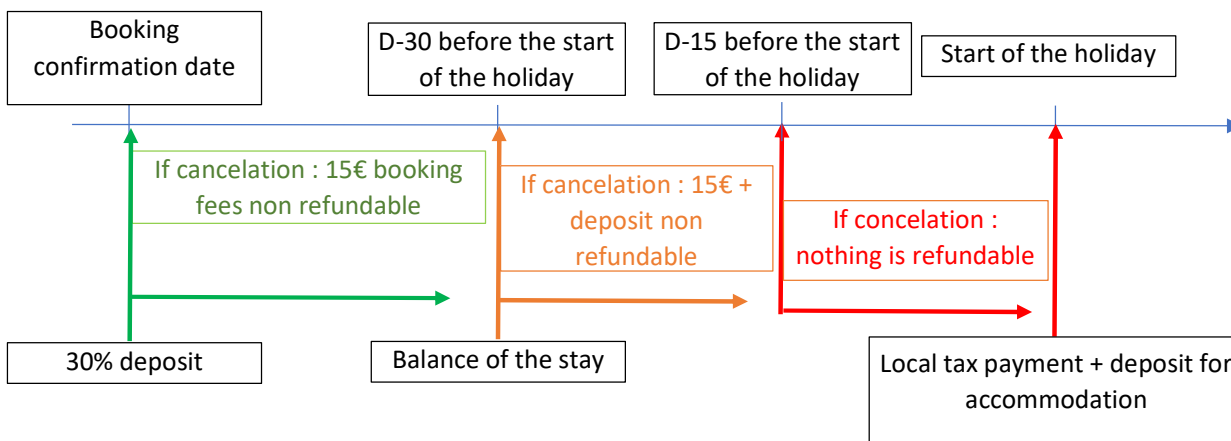 Booking
confirmation date
D-30 before the start
of the holiday
D-15 before the start
of the holiday
Start of the holiday
If cancelation : 15€ booking
fees non refundable
If cancelation : 15€ +
deposit non
refundable
If concelation :
nothing is refundable
30% deposit
Balance of the stay
Local tax payment + deposit for
accommodation